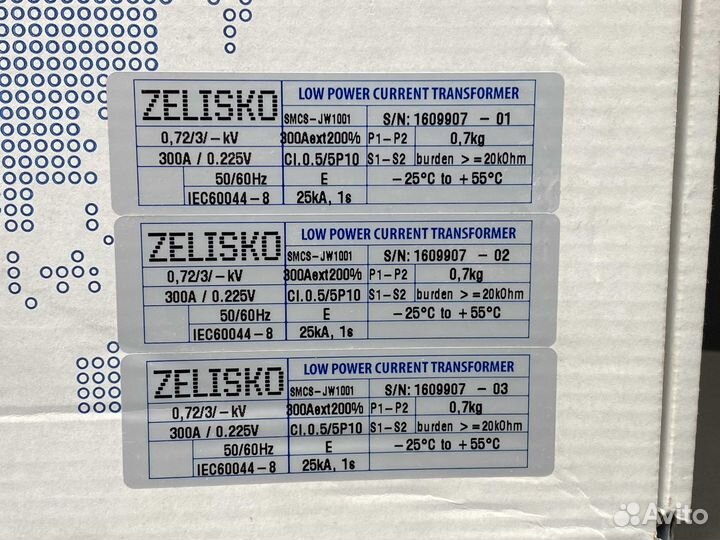 ZELISKO LOW POWER CURRENT TRANSFORMER
SMCS-JW1001 S/N: 1609907 -01
0,72/3/-kV 300Aext200% P1-P2 0,7kg
300A / 0.225V Cl.0.5/5P10 S1-S2 burden >=20kOhm
50/60Hz E -25°C to +55°C
IEC60044-8 25kA, 1s
ZELISKO LOW POWER CURRENT TRANSFORMER
SMCS-JW1001 S/N: 1609907 -02
0,72/3/-kV 300Aext200% P1-P2 0,7kg
300A / 0.225V Cl.0.5/5P10 S1-S2 burden >=20kOhm
50/60Hz E -25°C to +55°C
IEC60044-8 25kA, 1s
ZELISKO LOW POWER CURRENT TRANSFORMER
SMCS-JW1001 S/N: 1609907 -03
0,72/3/-kV 300Aext200% P1-P2 0,7kg
300A / 0.225V Cl.0.5/5P10 S1-S2 burden >=20kOhm
50/60Hz E -25°C to +55°C
IEC60044-8 25kA, 1s
Avito